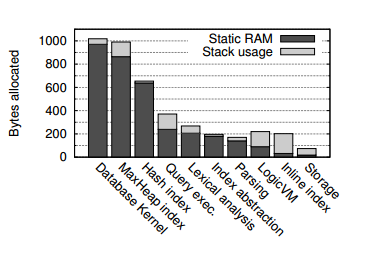 Bytes allocated
1000
800
600
400
200
0
Static RAM
Stack usage
Database Kernel
MaxHeap index
Hash index
Query exec.
Lexical analysis
Index abstraction
Parsing
LogicVM
Inline index
Storage